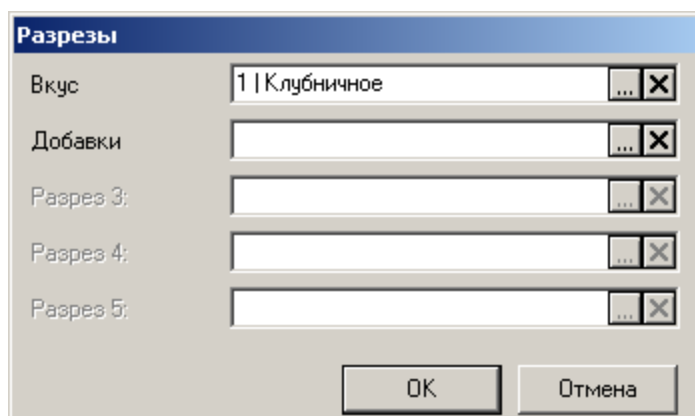 Разрезы
Вкус 1 | Клубничное ...
Добавки ...
Разрез 3: ...
Разрез 4: ...
Разрез 5: ...
OK Отмена